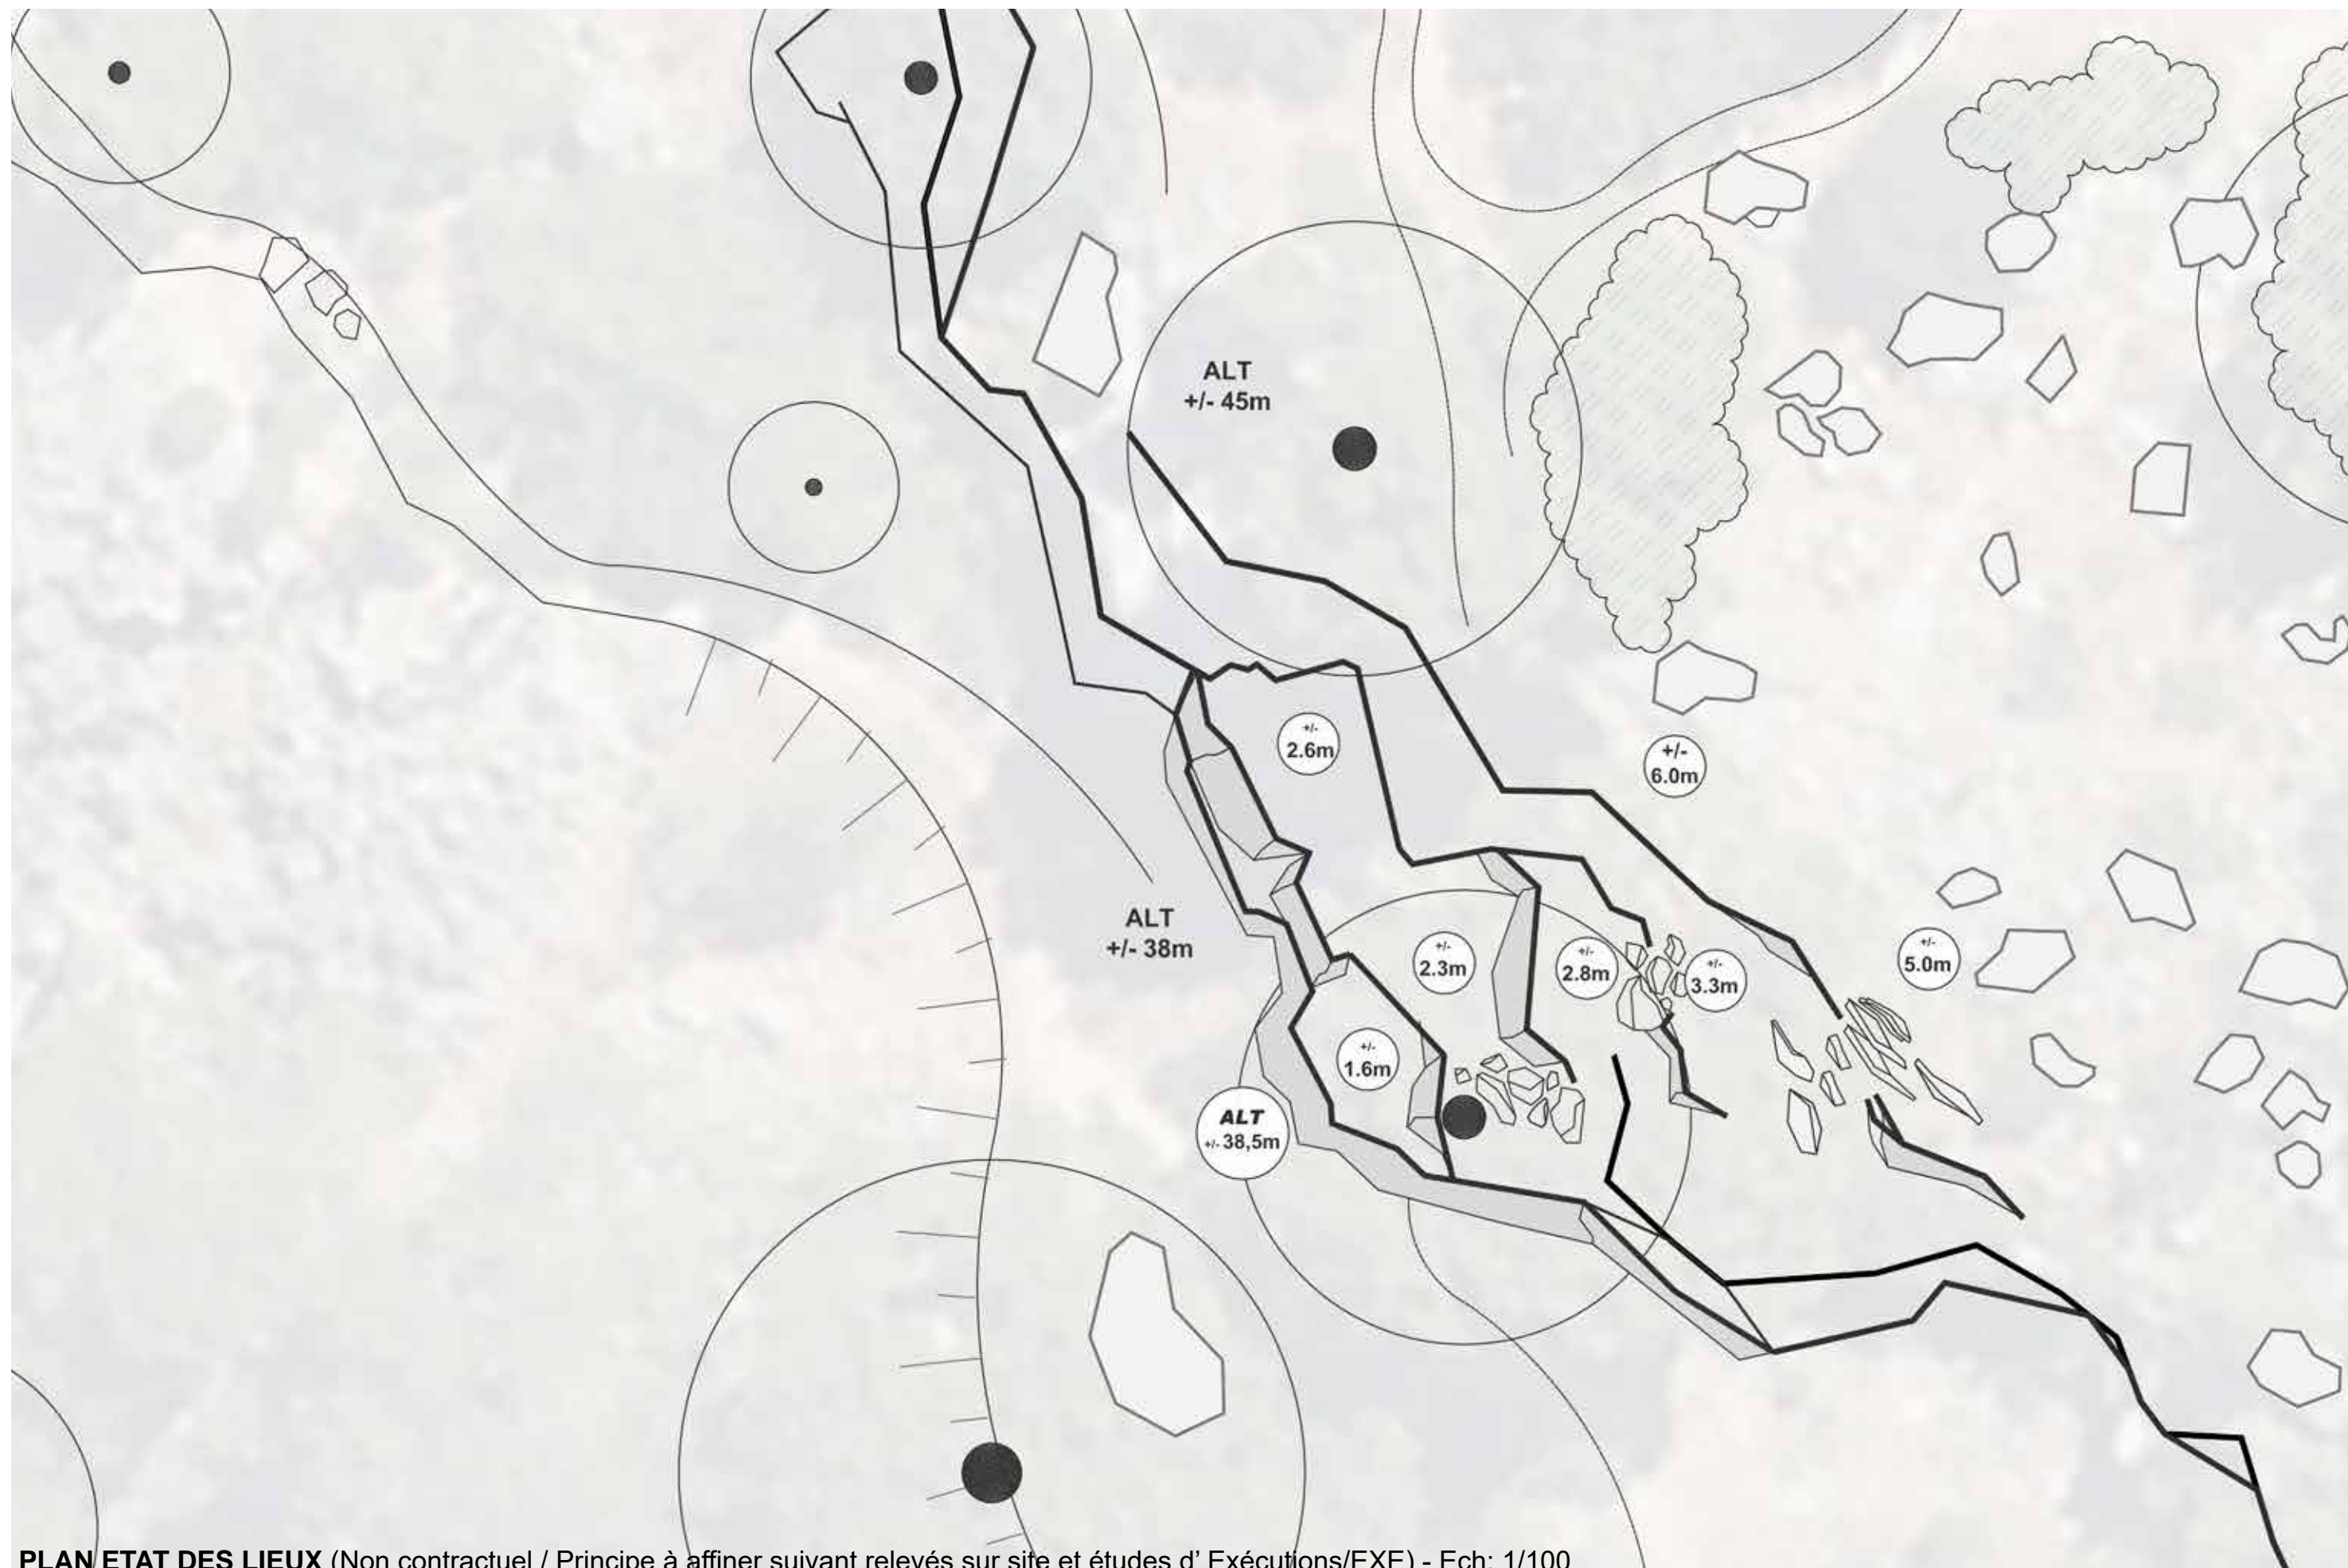 ALT
+/- 45m
+/-
2.6m
+/-
6.0m
ALT
+/- 38m
+/-
2.3m
+/-
2.8m
+/-
3.3m
+/-
5.0m
+/-
1.6m
ALT
+/- 38,5m
PLAN ETAT DES LIEUX (Non contractuel / Principe à affiner suivant relevés sur site et études d' Exécutions/EXE) - Ech: 1/100